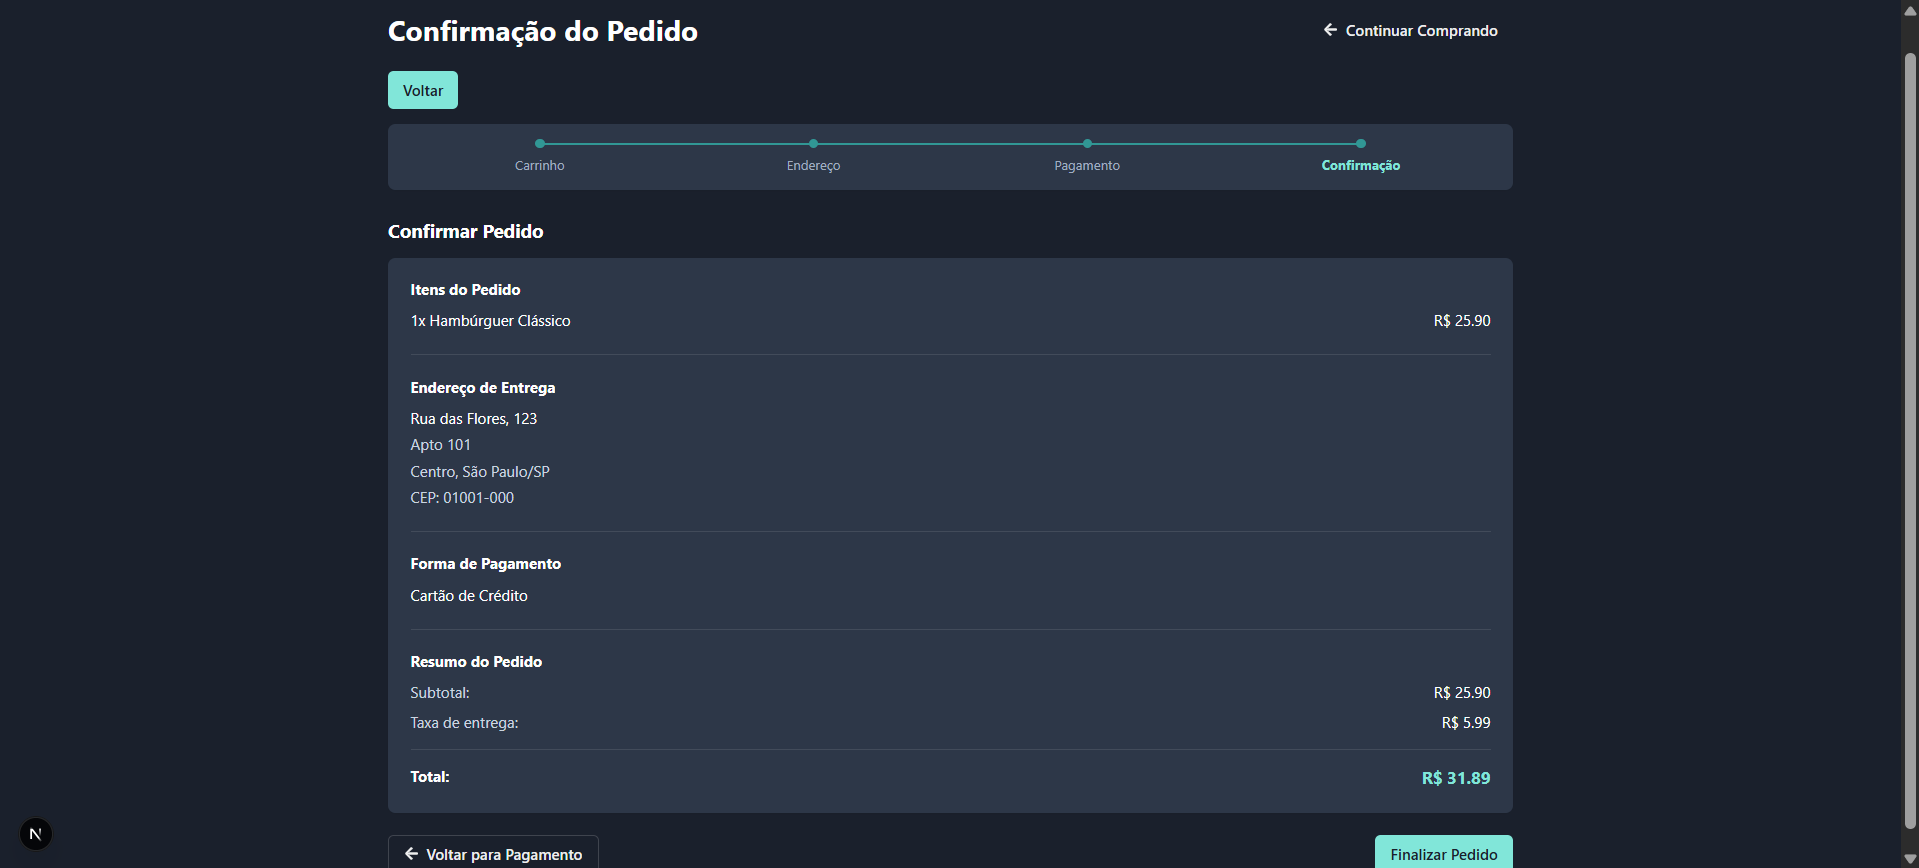 Confirmação do Pedido
Continuar Comprando
Voltar
Carrinho
Endereço
Pagamento
Confirmação
Confirmar Pedido
Itens do Pedido
1x Hambúrguer Clássico R$ 25.90
Endereço de Entrega
Rua das Flores, 123
Apto 101
Centro, São Paulo/SP
CEP: 01001-000
Forma de Pagamento
Cartão de Crédito
Resumo do Pedido
Subtotal: R$ 25.90
Taxa de entrega: R$ 5.99
Total: R$ 31.89
N
Voltar para Pagamento
Finalizar Pedido